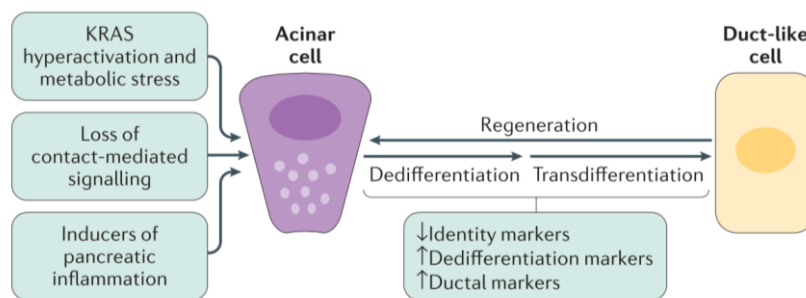 KRAS
hyperactivation and
metabolic stress
Loss of
contact-mediated
signalling
Inducers of
pancreatic
inflammation
Acinar
cell
Duct-like
cell
Regeneration
Dedifferentiation
Transdifferentiation
↓Identity markers
↑Dedifferentiation markers
↑Ductal markers